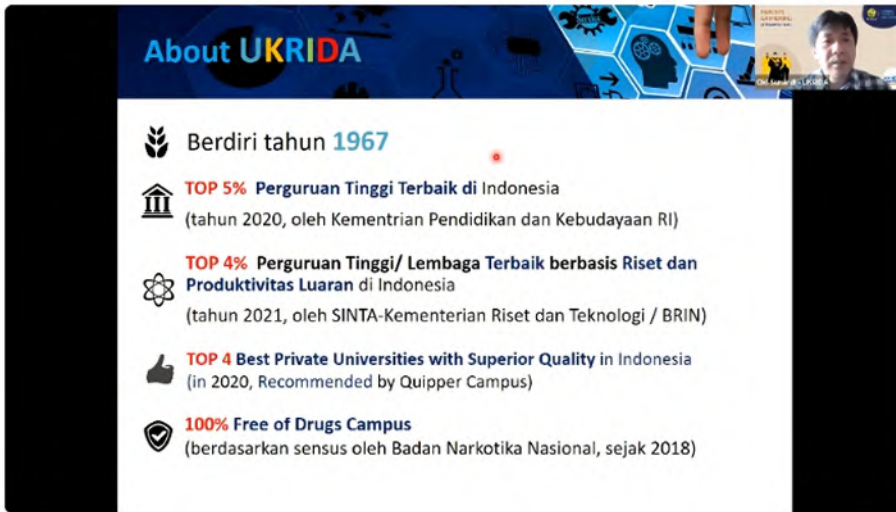 About UKRIDA
Berdiri tahun 1967
TOP 5% Perguruan Tinggi Terbaik di Indonesia
(tahun 2020, oleh Kementrian Pendidikan dan Kebudayaan RI)
TOP 4% Perguruan Tinggi/ Lembaga Terbaik berbasis Riset dan
Produktivitas Luaran di Indonesia
(tahun 2021, oleh SINTA-Kementerian Riset dan Teknologi / BRIN)
TOP 4 Best Private Universities with Superior Quality in Indonesia
(in 2020, Recommended by Quipper Campus)
100% Free of Drugs Campus
(berdasarkan sensus oleh Badan Narkotika Nasional, sejak 2018)